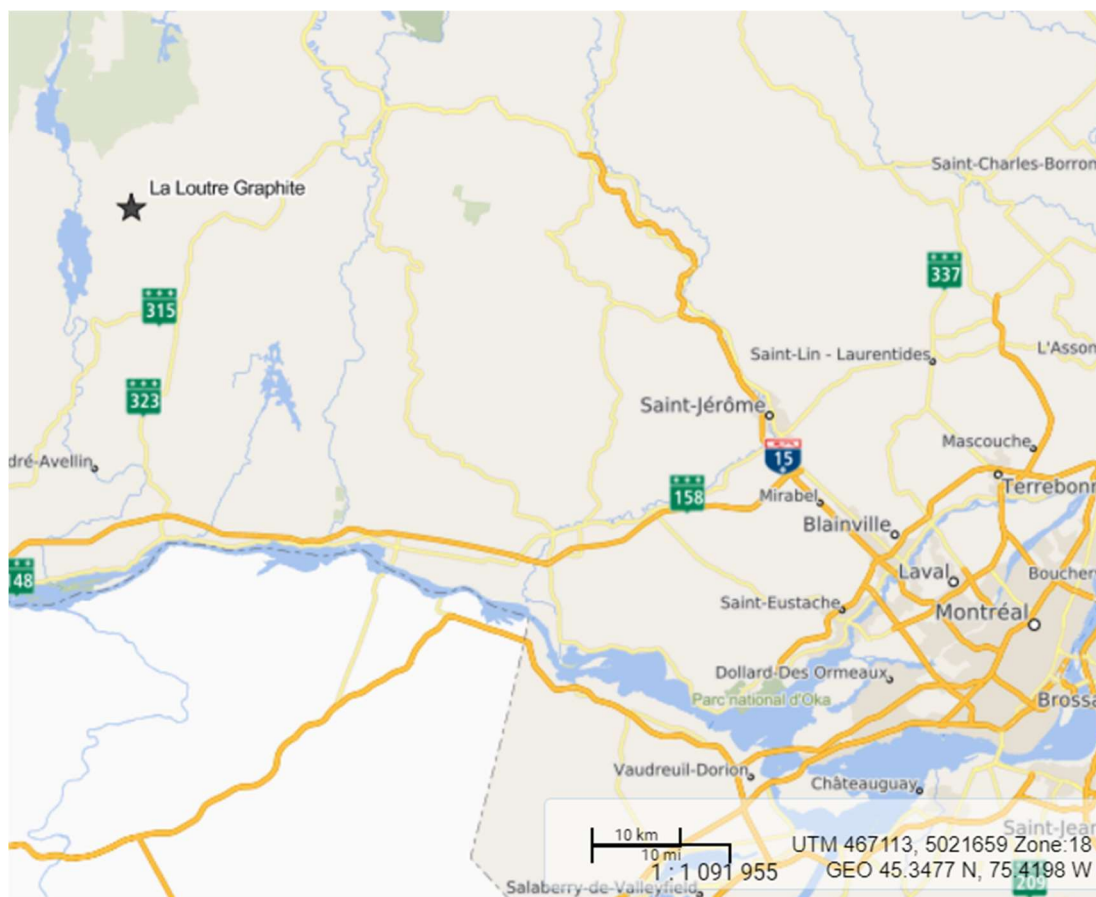 Saint-Charles-Borron
La Loutre Graphite
337
315
Saint-Lin - Laurentides
L'Asson
323
Saint-Jérôme
Mascouche
dré-Avellin
15
158
Mirabel
Terrebonn
Blainville
148
Laval
Boucherv
Saint-Eustache
Montréal
Dollard-Des Ormeaux
Parc national d'Oka
Brossa
Vaudreuil-Dorion
Châteauguay
10 km
10 mi
1 : 1 091 955
Saint-Jean
UTM 467113, 5021659 Zone:18
GEO 45.3477 N, 75.4198 W
Salaberry-de-Valleyfield
209